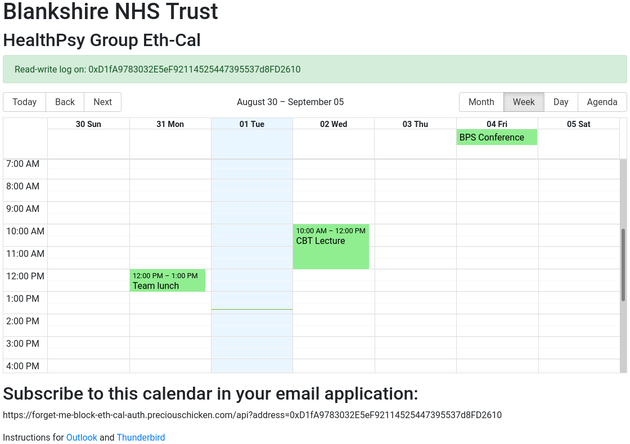 Blankshire NHS Trust
HealthPsy Group Eth-Cal
Read-write log on: 0xD1fA9783032E5eF92114525447395537d8FD2610
Today Back Next August 30 – September 05 Month Week Day Agenda
30 Sun 31 Mon 01 Tue 02 Wed 03 Thu 04 Fri 05 Sat
BPS Conference
7:00 AM
8:00 AM
9:00 AM
10:00 AM 10:00 AM – 12:00 PM
CBT Lecture
11:00 AM
12:00 PM 12:00 PM – 1:00 PM
Team lunch
1:00 PM
2:00 PM
3:00 PM
4:00 PM
Subscribe to this calendar in your email application:
https://forget-me-block-eth-cal-auth.preciouschicken.com/api?address=0xD1fA9783032E5eF92114525447395537d8FD2610
Instructions for Outlook and Thunderbird